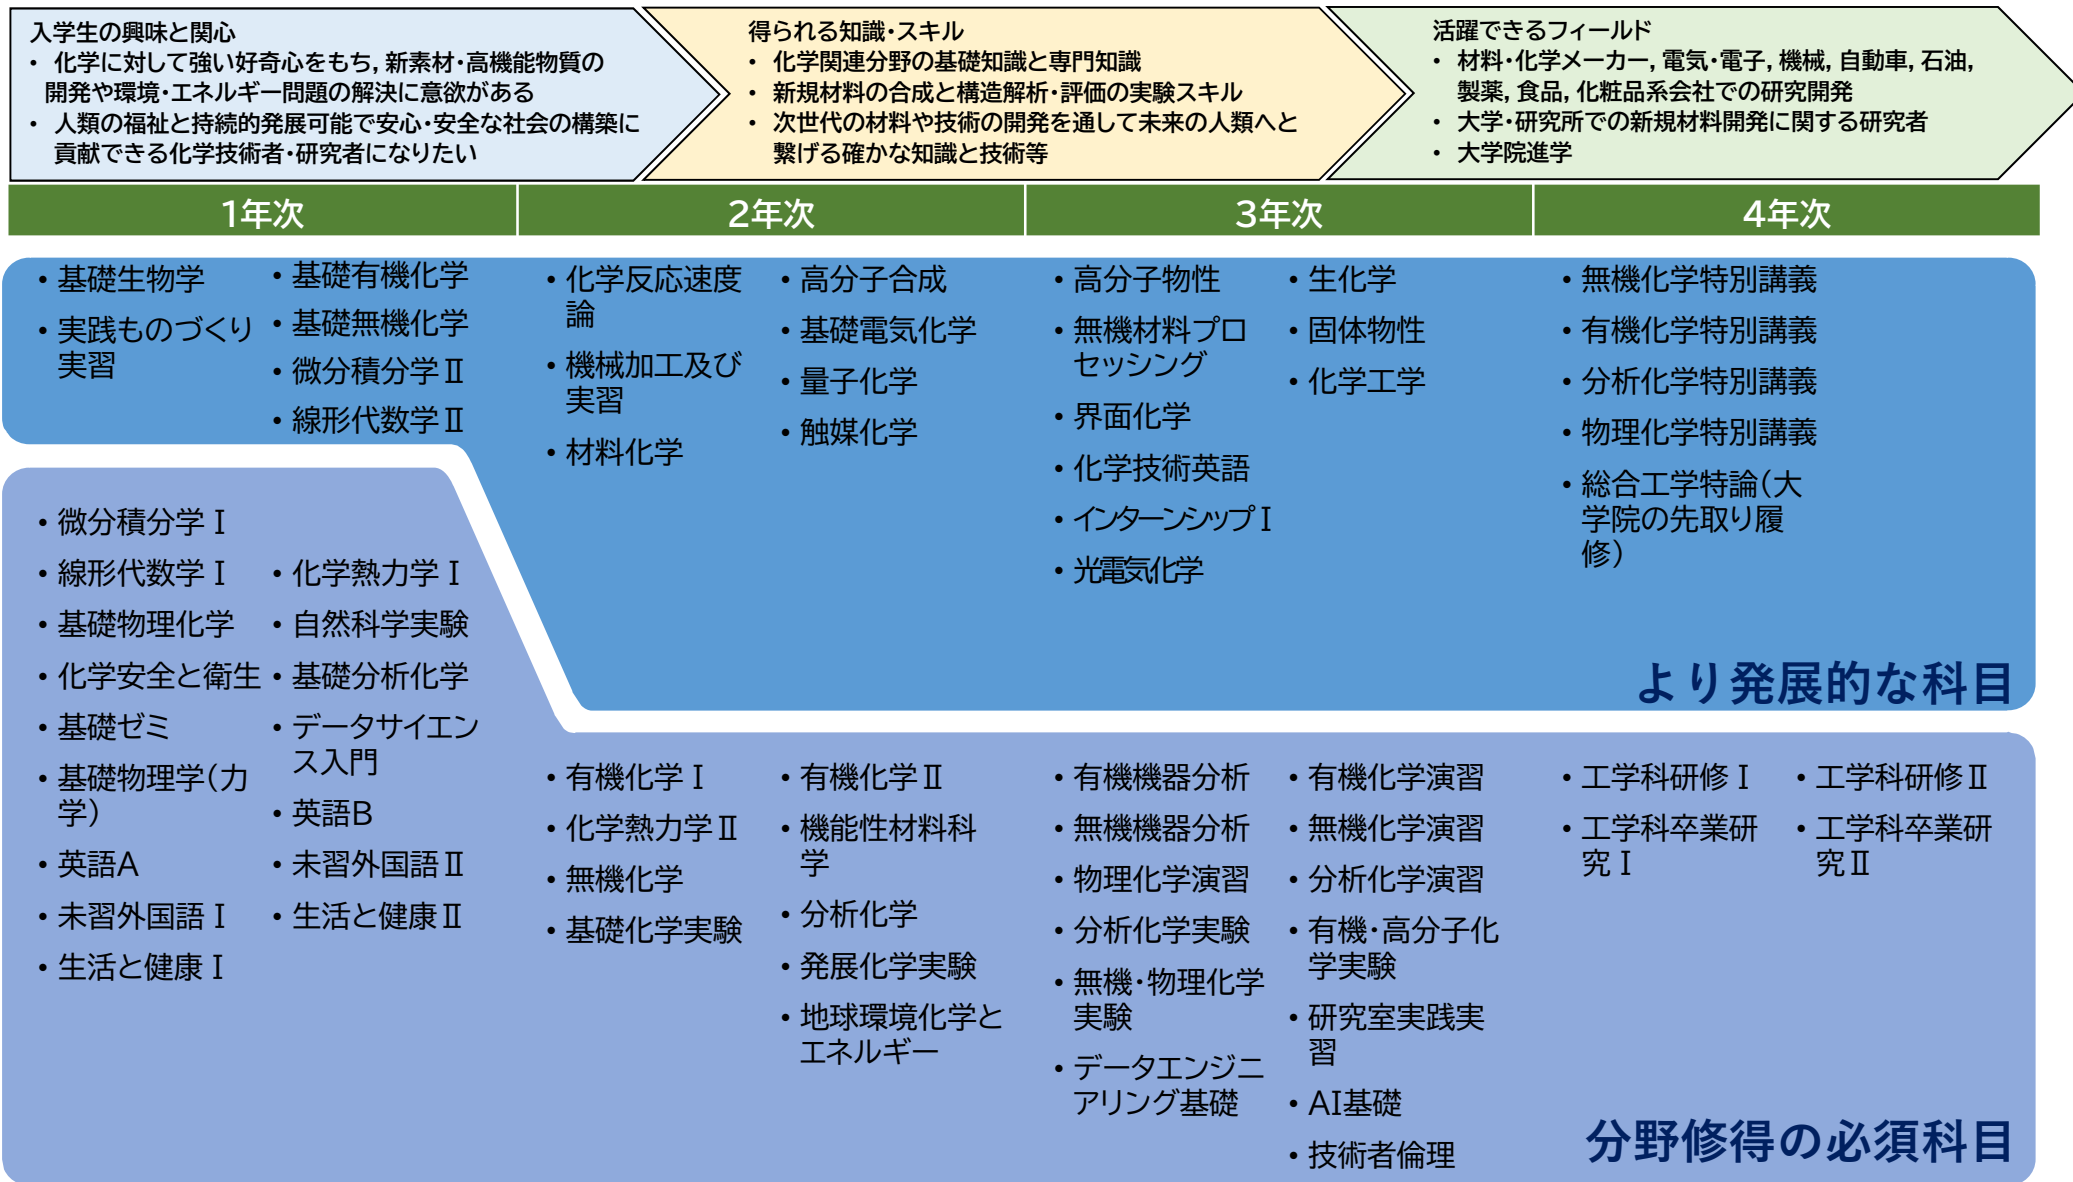 入学生の興味と関心
・ 化学に対して強い好奇心をもち, 新素材・高機能物質の
開発や環境・エネルギー問題の解決に意欲がある
・ 人類の福祉と持続的発展可能で安心・安全な社会の構築に
貢献できる化学技術者・研究者になりたい
得られる知識・スキル
・ 化学関連分野の基礎知識と専門知識
・ 新規材料の合成と構造解析・評価の実験スキル
・ 次世代の材料や技術の開発を通して未来の人類へと
繋げる確かな知識と技術等
活躍できるフィールド
・ 材料・化学メーカー, 電気・電子, 機械, 自動車, 石油,
製薬, 食品, 化粧品系会社での研究開発
・ 大学・研究所での新規材料開発に関する研究者
・ 大学院進学
1年次
2年次
3年次
4年次
・基礎生物学
・実践ものづくり
実習
・基礎有機化学
・基礎無機化学
・微分積分学Ⅱ
・線形代数学Ⅱ
・化学反応速度
論
・機械加工及び
実習
・材料化学
・高分子合成
・基礎電気化学
・量子化学
・触媒化学
・高分子物性
・無機材料プロ
セッシング
・界面化学
・化学技術英語
・インターンシップⅠ
・光電気化学
・生化学
・固体物性
・化学工学
・無機化学特別講義
・有機化学特別講義
・分析化学特別講義
・物理化学特別講義
・総合工学特論(大
学院の先取り履
修)
より発展的な科目
・微分積分学Ⅰ
・線形代数学Ⅰ
・基礎物理化学
・化学安全と衛生
・基礎ゼミ
・基礎物理学(力
学)
・英語A
・未習外国語Ⅰ
・生活と健康Ⅰ
・化学熱力学Ⅰ
・自然科学実験
・基礎分析化学
・データサイエン
ス入門
・英語B
・未習外国語Ⅱ
・生活と健康Ⅱ
・有機化学Ⅰ
・化学熱力学Ⅱ
・無機化学
・基礎化学実験
・有機化学Ⅱ
・機能性材料科
学
・分析化学
・発展化学実験
・地球環境化学と
エネルギー
・有機機器分析
・無機機器分析
・物理化学演習
・分析化学実験
・無機・物理化学
実験
・データエンジニ
アリング基礎
・有機化学演習
・無機化学演習
・分析化学演習
・有機・高分子化
学実験
・研究室実践実
習
・AI基礎
・技術者倫理
・工学科研修Ⅰ
・工学科卒業研
究Ⅰ
・工学科研修Ⅱ
・工学科卒業研
究Ⅱ
分野修得の必須科目